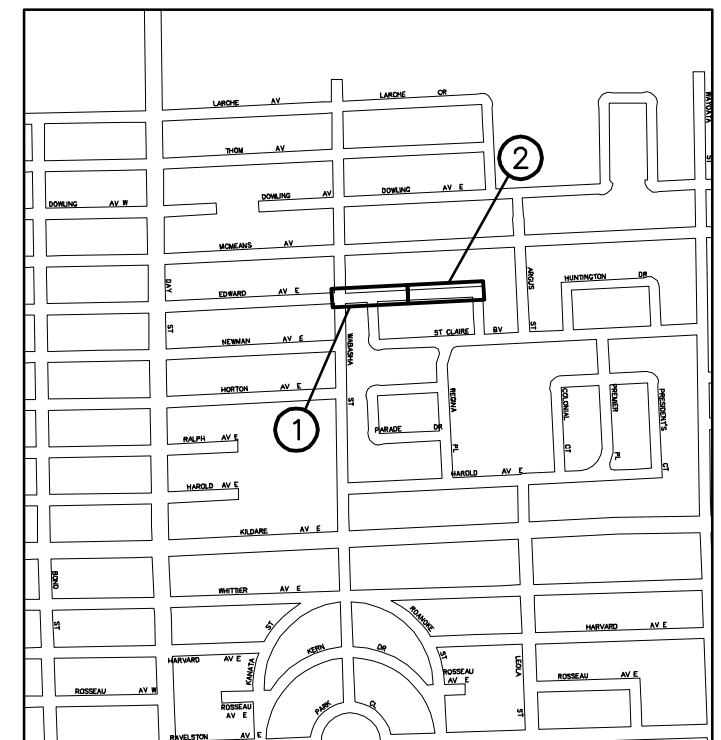 LARCHE AV
LARCHE CR
WAYOATA ST
THOM AV
2
DOWLING AV W
DOWLING AV
DOWLING AV E
MCMEANS AV
DAY ST
EDWARD AV E
ARGUS ST
HUNTINGTON DR
NEWMAN AV E
WABASHA ST
ST CLAIRE BV
HORTON AV E
REGINA PL
COLONIAL CT
PREMIER PL
PRESIDENT'S CT
1
PARADE DR
RALPH AV E
HAROLD AV E
HAROLD AV E
KILDARE AV E
BOND ST
WHITTIER AV E
ROANOKE ST
HARVARD AV E
KERN DR
HARVARD AV E
KANATA ST
ROSSEAU AV W
ROSSEAU
AV E
PARK CL
ROSSEAU
AV E
LEOLA ST
ROSSEAU AV E
RAVELSTON AV E